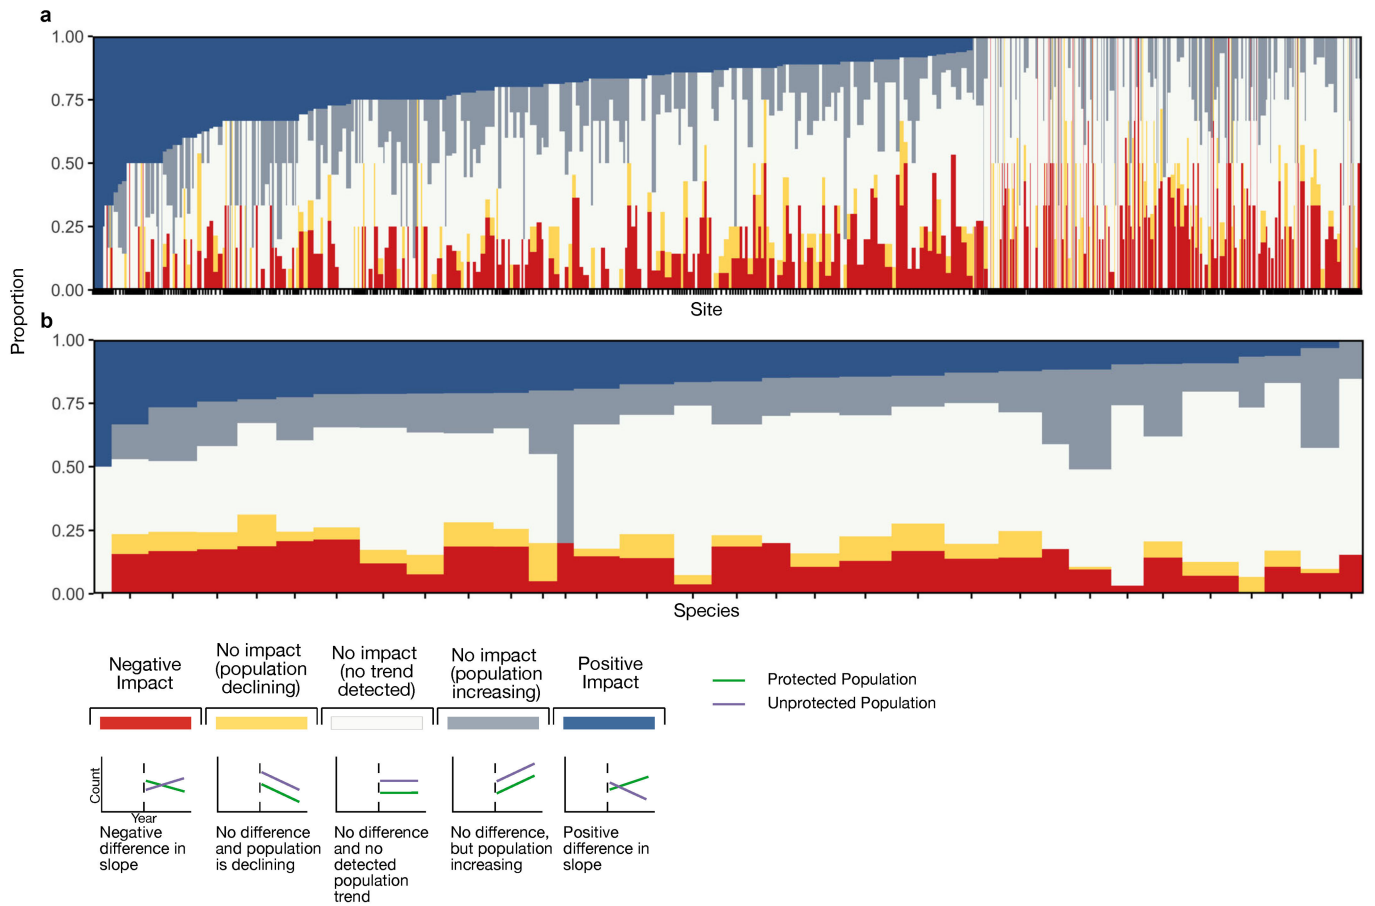 a
1.00
0.75
0.50
0.25
0.00
Site
Proportion
b
1.00
0.75
0.50
0.25
0.00
Species
Negative
Impact
No impact
(population
declining)
No impact
(no trend
detected)
No impact
(population
increasing)
Positive
Impact
Protected Population
Unprotected Population
Count
Year
Negative
difference in
slope
No difference
and population
is declining
No difference
and no
detected
population
trend
No difference,
but population
increasing
Positive
difference in
slope